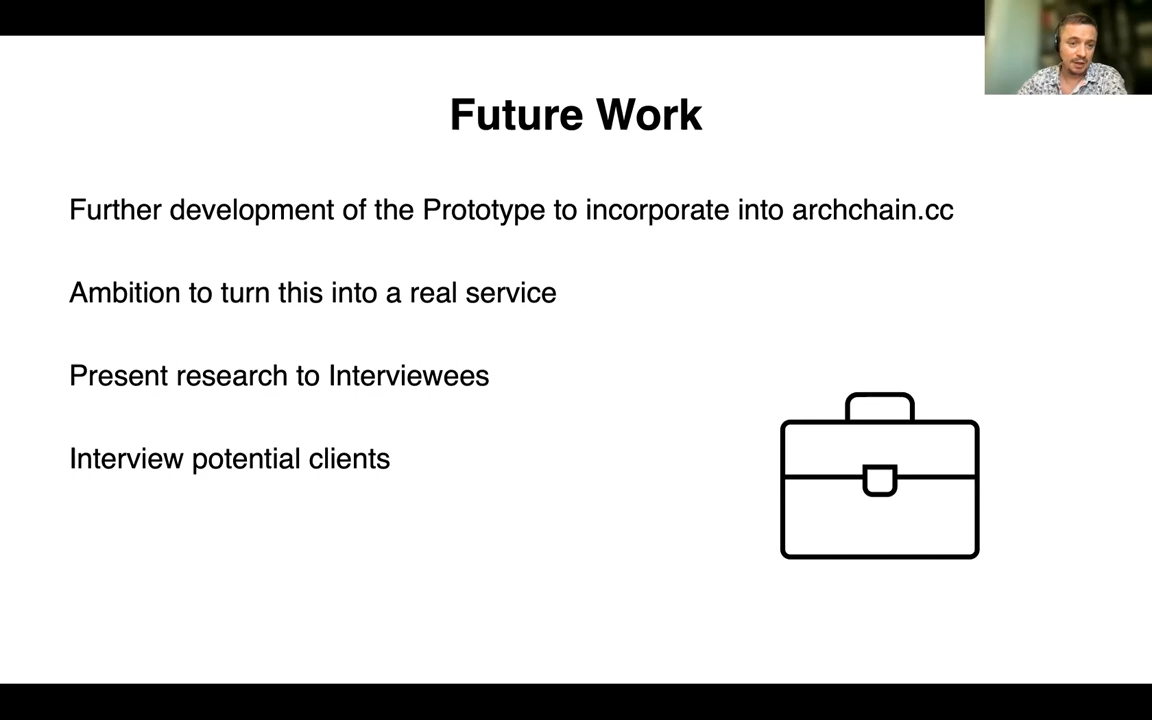 Future Work
Further development of the Prototype to incorporate into archchain.cc
Ambition to turn this into a real service
Present research to Interviewees
Interview potential clients